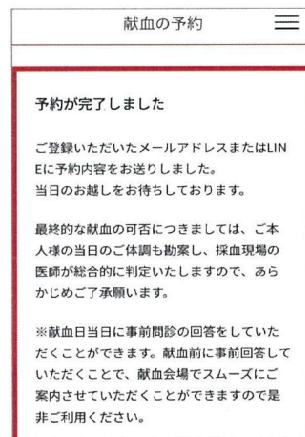 献血の予約
予約が完了しました
ご登録いただいたメールアドレスまたはLIN
Eに予約内容をお送りしました。
当日のお越しをお待ちしております。
最終的な献血の可否につきましては、ご本
人様の当日のご体調も勘案し、採血現場の
医師が総合的に判定いたしますので、あら
かじめご了承願います。
※献血日当日に事前問診の回答をしていた
だくことができます。献血前に事前回答して
いただくことで、献血会場でスムーズにご
案内させていただくことができますので是
非ご利用ください。